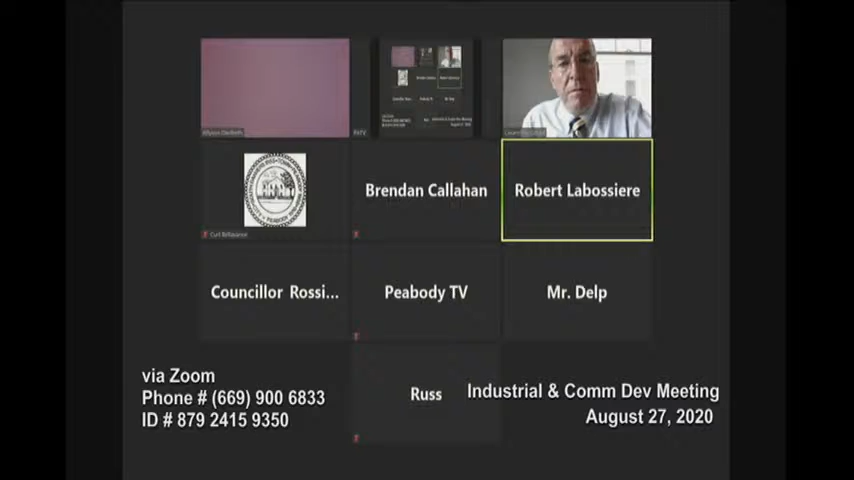 PATV
Brendan Callahan
Robert Labossiere
Councillor Rossi...
Peabody TV
Mr. Delp
Russ
via Zoom
Phone # (669) 900 6833
ID # 879 2415 9350
Industrial & Comm Dev Meeting
August 27, 2020